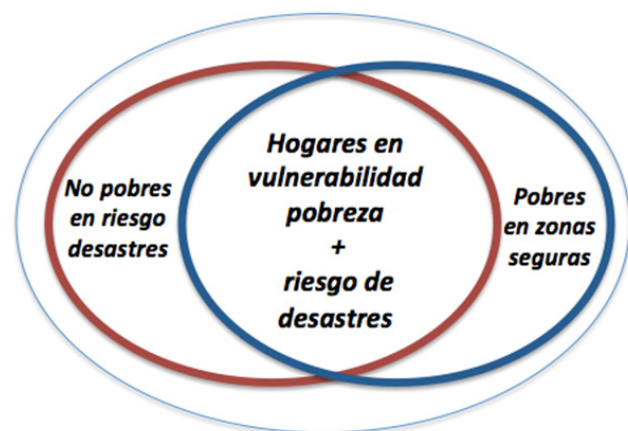 No pobres
en riesgo
desastres
Hogares en
vulnerabilidad
pobreza
+
riesgo de
desastres
Pobres
en zonas
seguras